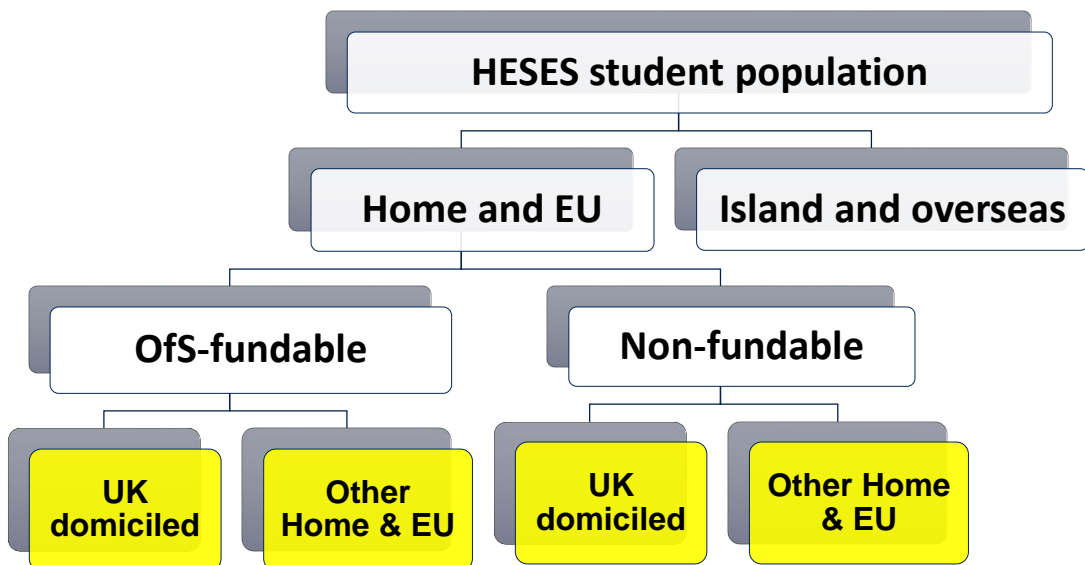 HESES student population
Home and EU
Island and overseas
OfS-fundable
Non-fundable
UK
domiciled
Other
Home & EU
UK
domiciled
Other Home
& EU